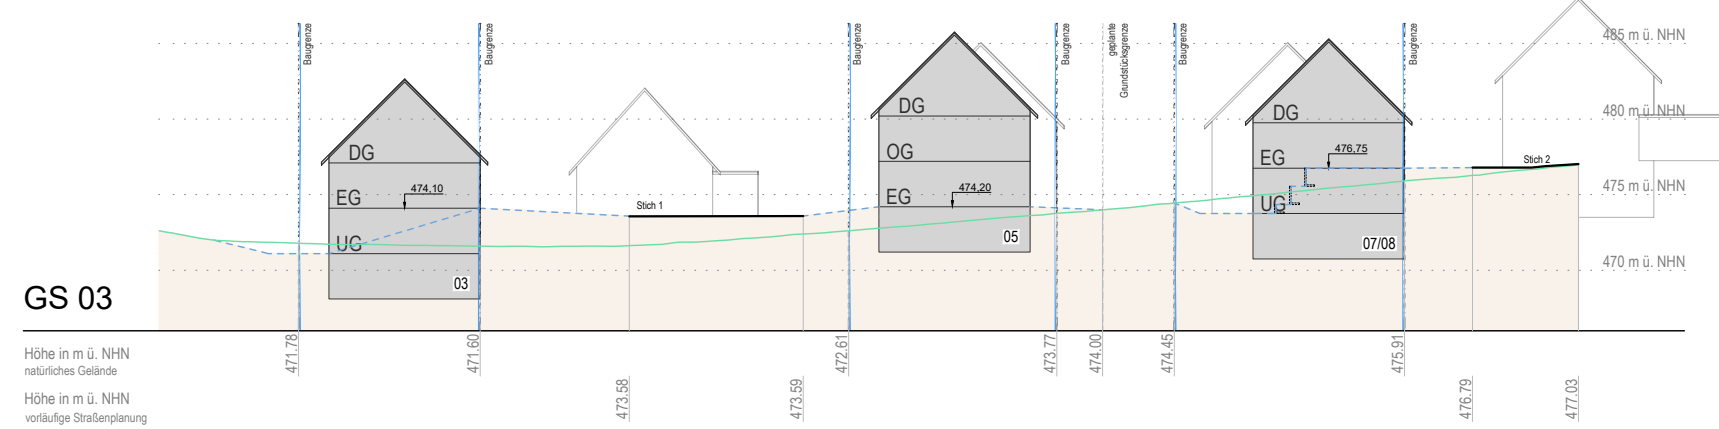 Baugrenze
Baugrenze
Baugrenze
Baugrenze
geplante
Grundstücksgrenze
Baugrenze
Baugrenze
485 m ü. NHN
480 m ü. NHN
475 m ü. NHN
470 m ü. NHN
DG
EG
474,10
UG
03
Stich 1
DG
OG
EG
474,20
05
DG
EG
476,75
UG
07/08
Stich 2
GS 03
Höhe in m ü. NHN
natürliches Gelände
471.78
471.60
472.61
473.77
474.00
474.45
475.91
Höhe in m ü. NHN
vorläufige Straßenplanung
473.58
473.59
476.79
477.03